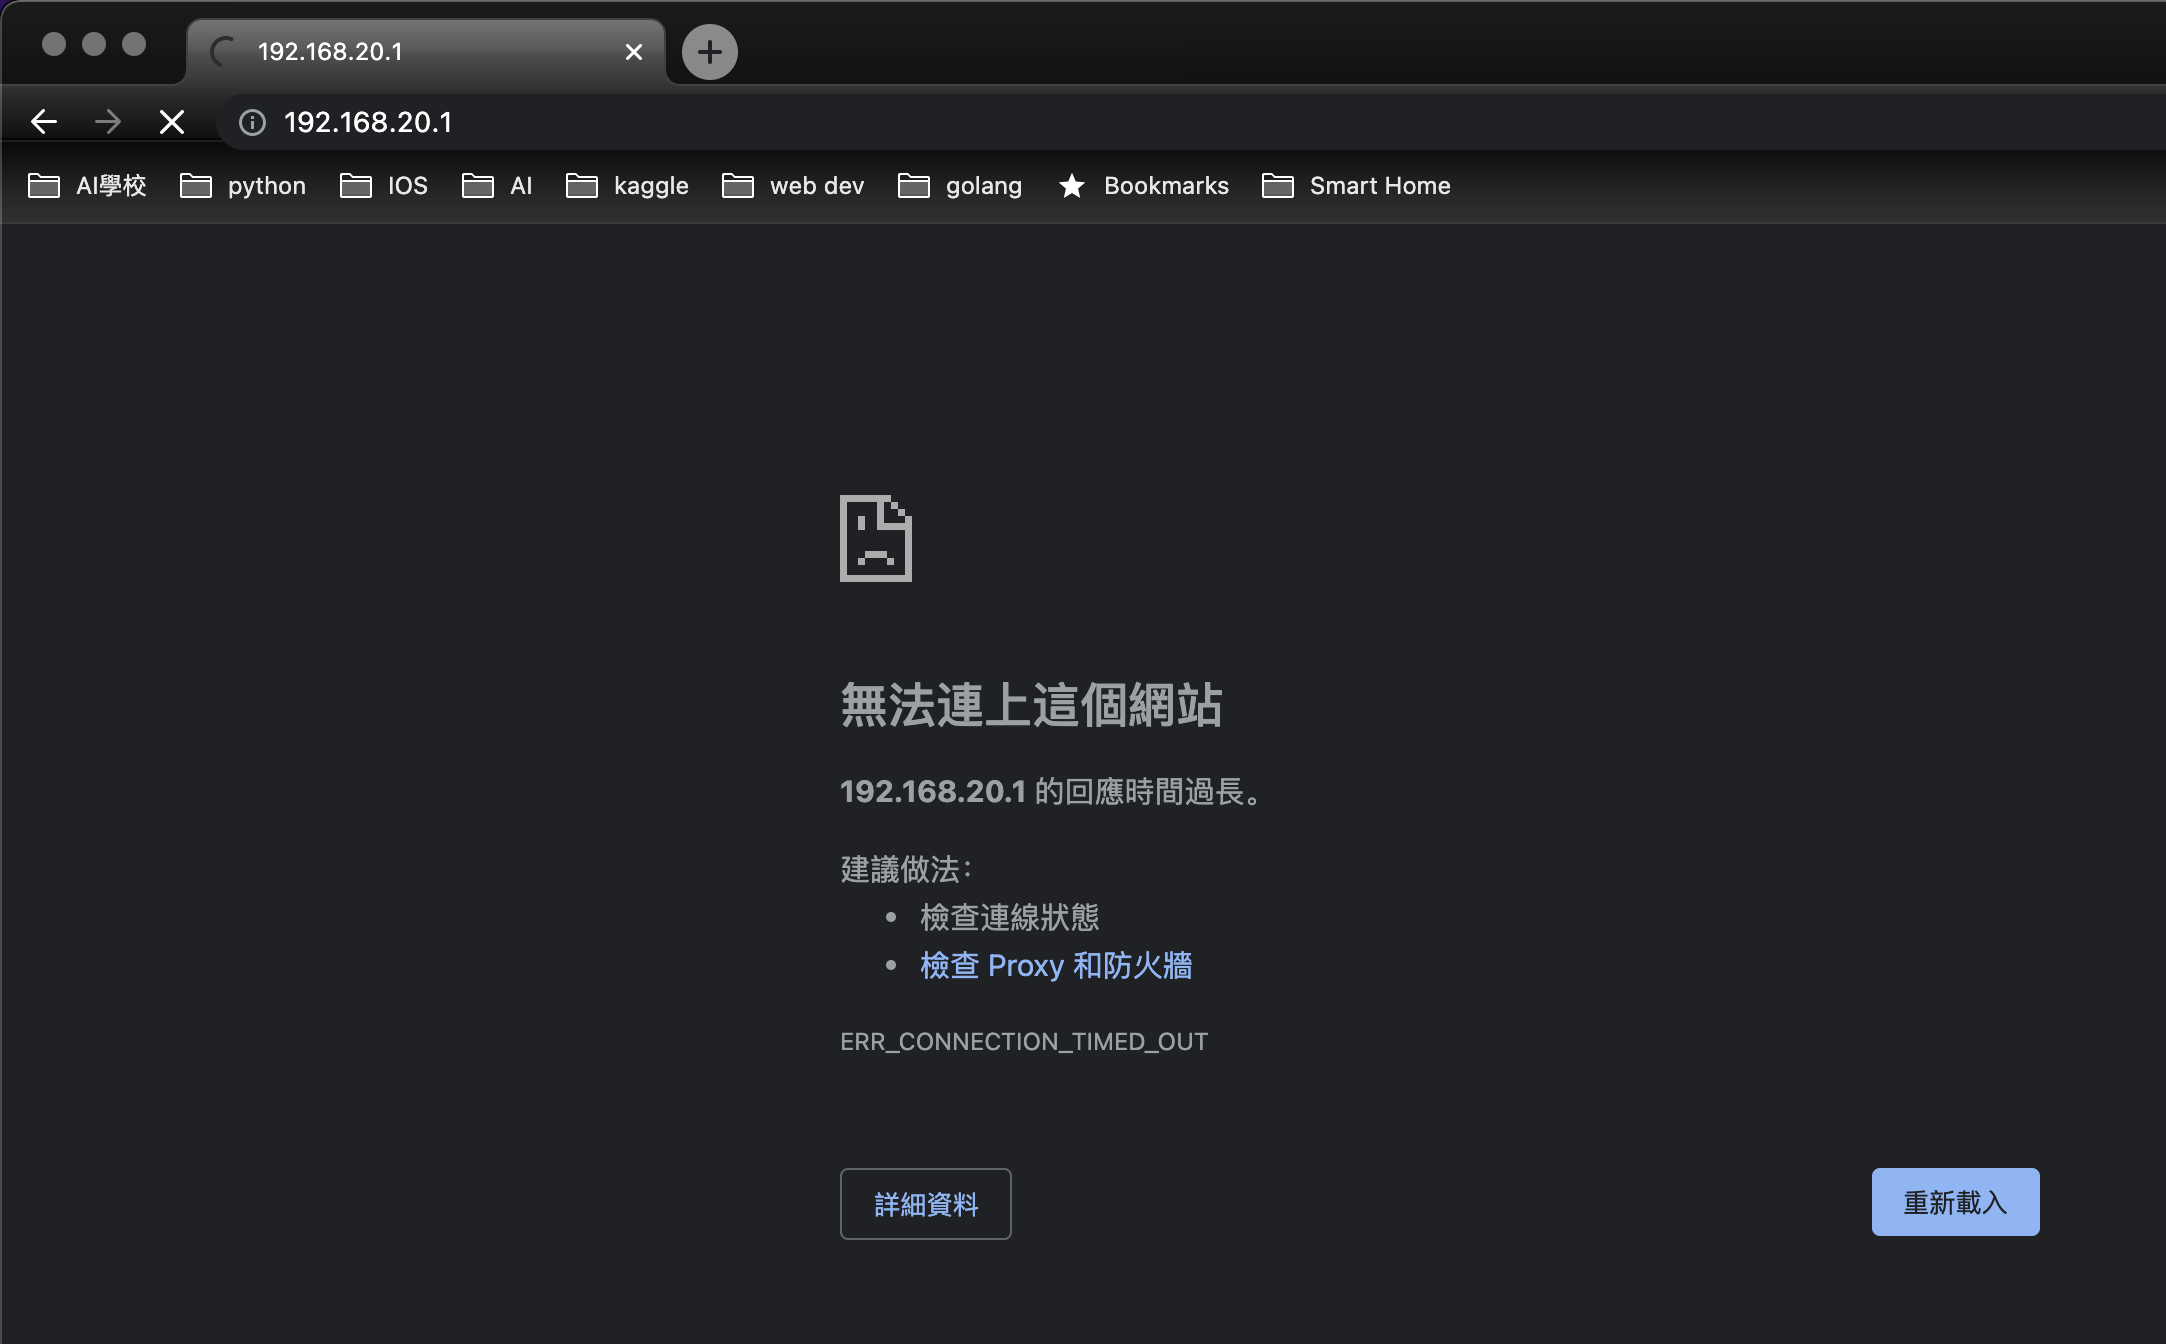 192.168.20.1
192.168.20.1
AI學校 python IOS AI kaggle web dev golang Bookmarks Smart Home
無法連上這個網站
192.168.20.1 的回應時間過長。
建議做法：
• 檢查連線狀態
• 檢查 Proxy 和防火牆
ERR_CONNECTION_TIMED_OUT
詳細資料 重新載入